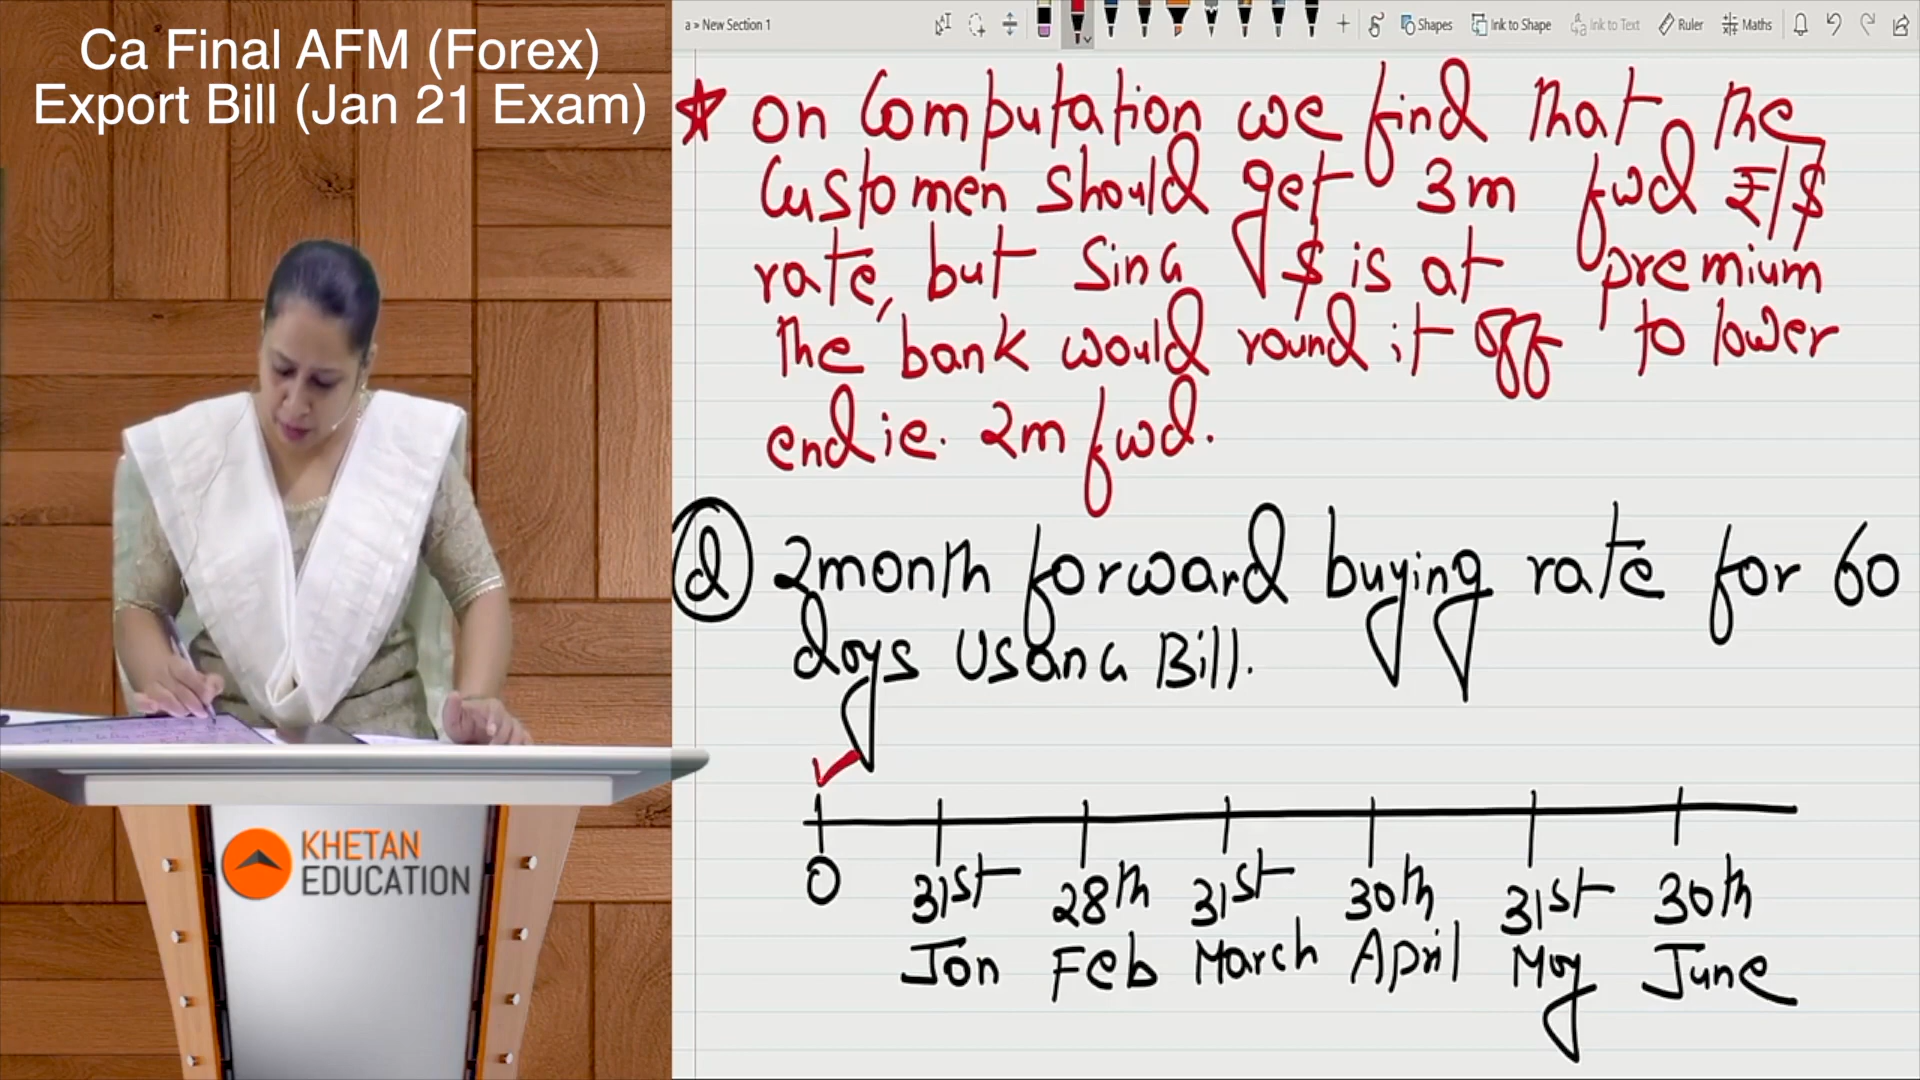 Ca Final AFM (Forex)
Export Bill (Jan 21 Exam)
a » New Section 1
Shapes
Ink to Shape
Ink to Text
Ruler
Maths
★ On Computation we find that the
Customer should get 3m fwd ₹/$
rate, but Since $ is at premium
the bank would round it off to lower
end ie. 2m fwd.
d 2 month forward buying rate for 60
days Usance Bill.
0
31st 28th 31st 30th 31st 30th
Jan Feb March April May June
KHETAN
EDUCATION